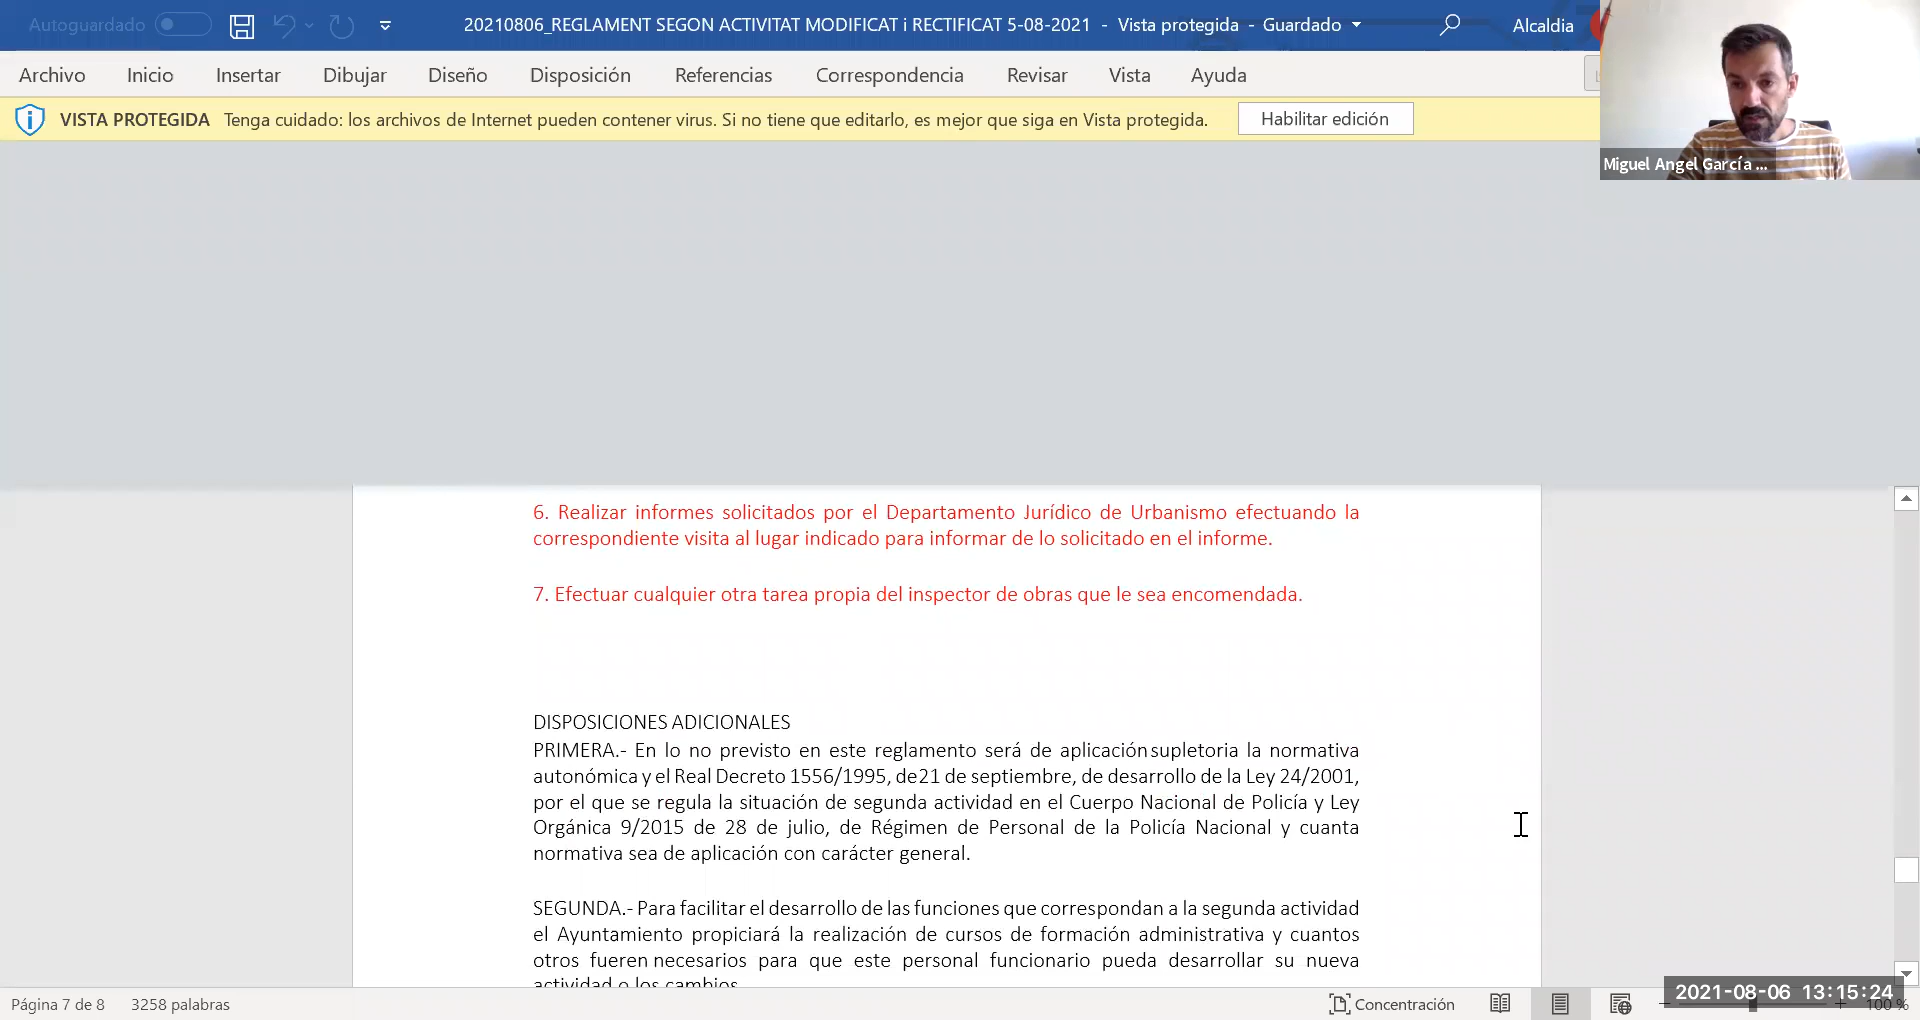 Autoguardado
20210806_REGLAMENT SEGON ACTIVITAT MODIFICAT i RECTIFICAT 5-08-2021 - Vista protegida - Guardado
Alcaldia
Archivo Inicio Insertar Dibujar Diseño Disposición Referencias Correspondencia Revisar Vista Ayuda
VISTA PROTEGIDA Tenga cuidado: los archivos de Internet pueden contener virus. Si no tiene que editarlo, es mejor que siga en Vista protegida. Habilitar edición
Miguel Angel García ...
6. Realizar informes solicitados por el Departamento Jurídico de Urbanismo efectuando la
correspondiente visita al lugar indicado para informar de lo solicitado en el informe.
7. Efectuar cualquier otra tarea propia del inspector de obras que le sea encomendada.
DISPOSICIONES ADICIONALES
PRIMERA.- En lo no previsto en este reglamento será de aplicación supletoria la normativa
autonómica y el Real Decreto 1556/1995, de21 de septiembre, de desarrollo de la Ley 24/2001,
por el que se regula la situación de segunda actividad en el Cuerpo Nacional de Policía y Ley
Orgánica 9/2015 de 28 de julio, de Régimen de Personal de la Policía Nacional y cuanta
normativa sea de aplicación con carácter general.
SEGUNDA.- Para facilitar el desarrollo de las funciones que correspondan a la segunda actividad
el Ayuntamiento propiciará la realización de cursos de formación administrativa y cuantos
otros fueren necesarios para que este personal funcionario pueda desarrollar su nueva
actividad o los cambios
Página 7 de 8 3258 palabras
Concentración
2021-08-06 13:15:24
100 %